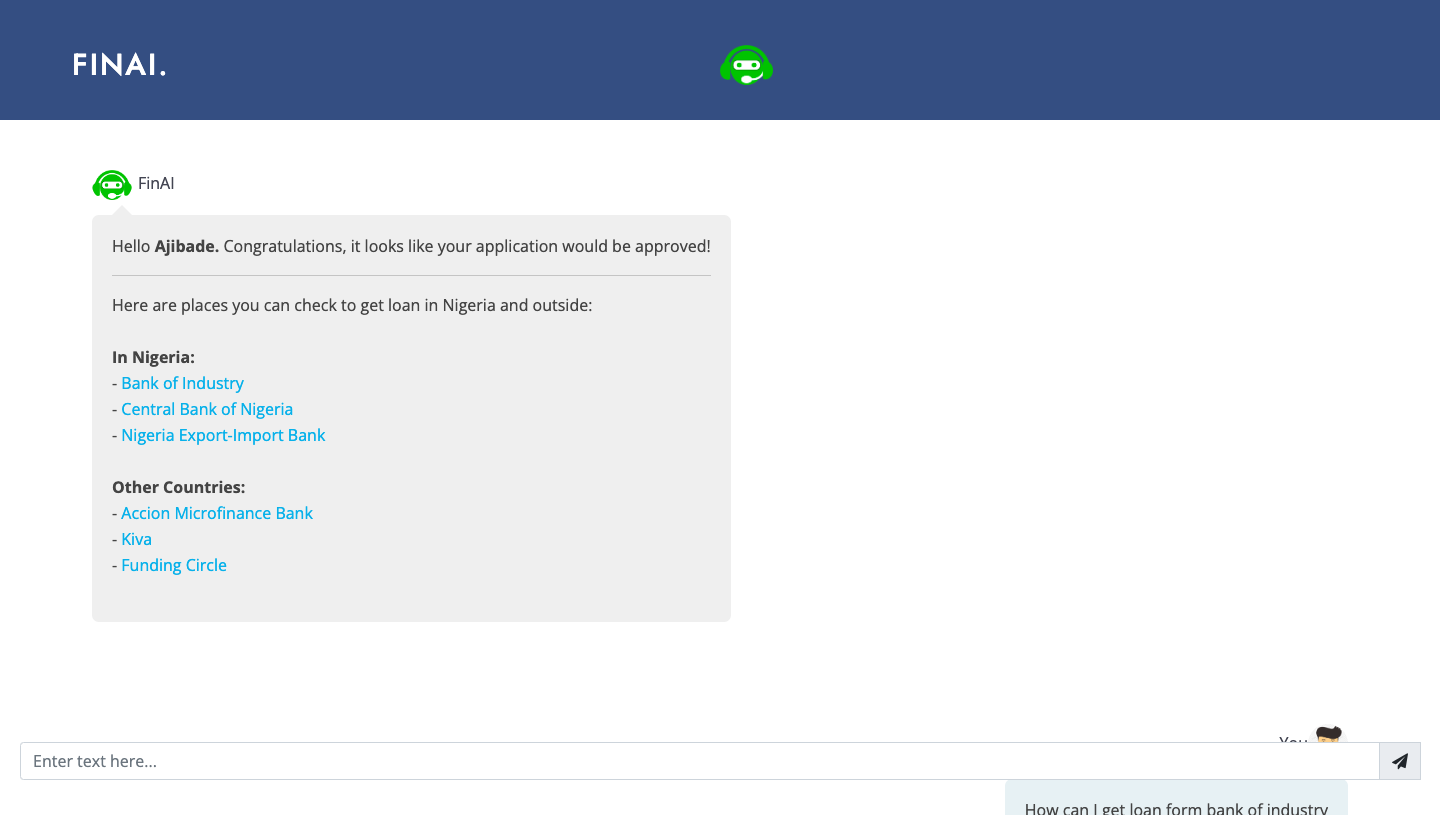 FINAI.
FinAI
Hello Ajibade. Congratulations, it looks like your application would be approved!
Here are places you can check to get loan in Nigeria and outside:
In Nigeria:
- Bank of Industry
- Central Bank of Nigeria
- Nigeria Export-Import Bank
Other Countries:
- Accion Microfinance Bank
- Kiva
- Funding Circle
You
Enter text here...
How can I get loan form bank of industry